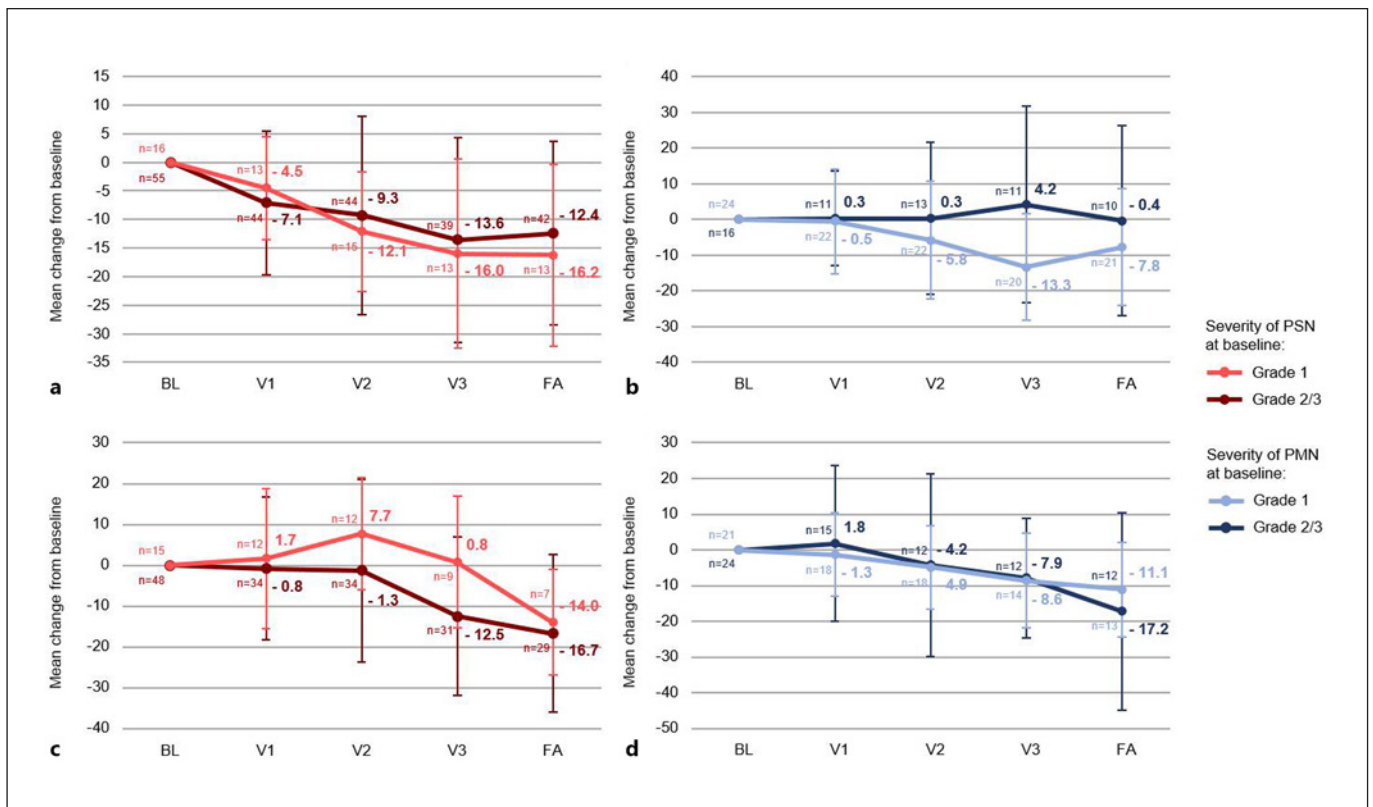 Mean change from baseline
15
10
5
0
-5
-10
-15
-20
-25
-30
-35
n=16
n=55
n=13 - 4.5
n=44 - 7.1
n=44 - 9.3
n=15 - 12.1
n=39 - 13.6
n=13 - 16.0
n=42 - 12.4
n=13 - 16.2
a
BL V1 V2 V3 FA
Mean change from baseline
40
30
20
10
0
-10
-20
-30
-40
n=24
n=16
n=11 0.3
n=22 - 0.5
n=13 0.3
n=22 - 5.8
n=11 4.2
n=20 - 13.3
n=10 - 0.4
n=21 - 7.8
b
BL V1 V2 V3 FA
Severity of PSN
at baseline:
Grade 1
Grade 2/3
Severity of PMN
at baseline:
Grade 1
Grade 2/3
Mean change from baseline
30
20
10
0
-10
-20
-30
-40
n=15
n=48
n=12 1.7
n=34 - 0.8
n=12 7.7
n=34 - 1.3
n=9 0.8
n=31 - 12.5
n=7 - 14.0
n=29 - 16.7
c
BL V1 V2 V3 FA
Mean change from baseline
30
20
10
0
-10
-20
-30
-40
-50
n=21
n=24
n=15 1.8
n=18 - 1.3
n=12 - 4.2
n=18 - 4.9
n=12 - 7.9
n=14 - 8.6
n=12 - 11.1
n=13 - 17.2
d
BL V1 V2 V3 FA